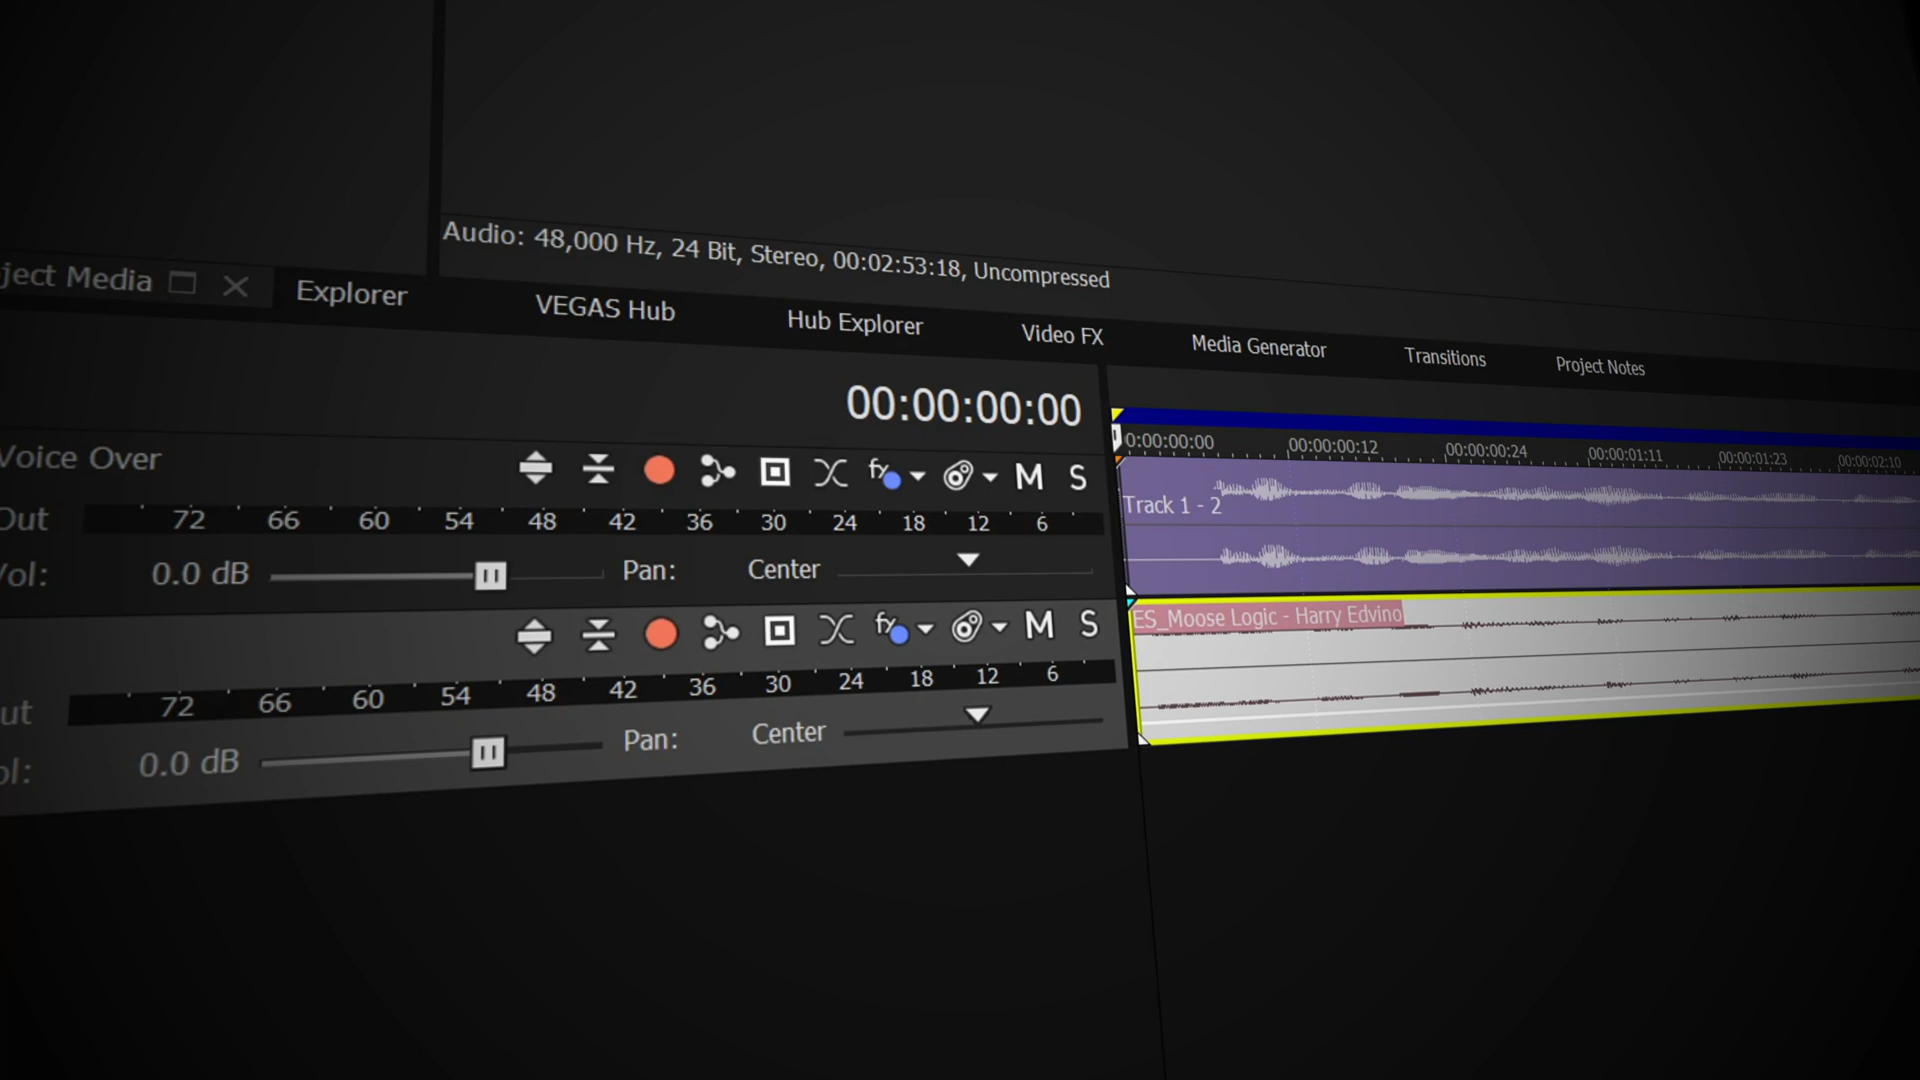 Audio: 48,000 Hz, 24 Bit, Stereo, 00:02:53:18, Uncompressed
ject Media Explorer VEGAS Hub Hub Explorer Video FX Media Generator Transitions Project Notes
00:00:00:00
0:00:00:00 00:00:00:12 00:00:00:24 00:00:01:11 00:00:01:23 00:00:02:10
Voice Over fx M S
Track 1 - 2
Out 72 66 60 54 48 42 36 30 24 18 12 6
Vol: 0.0 dB Pan: Center
fx M S
ES_Moose Logic - Harry Edvino
ut 72 66 60 54 48 42 36 30 24 18 12 6
ol: 0.0 dB Pan: Center